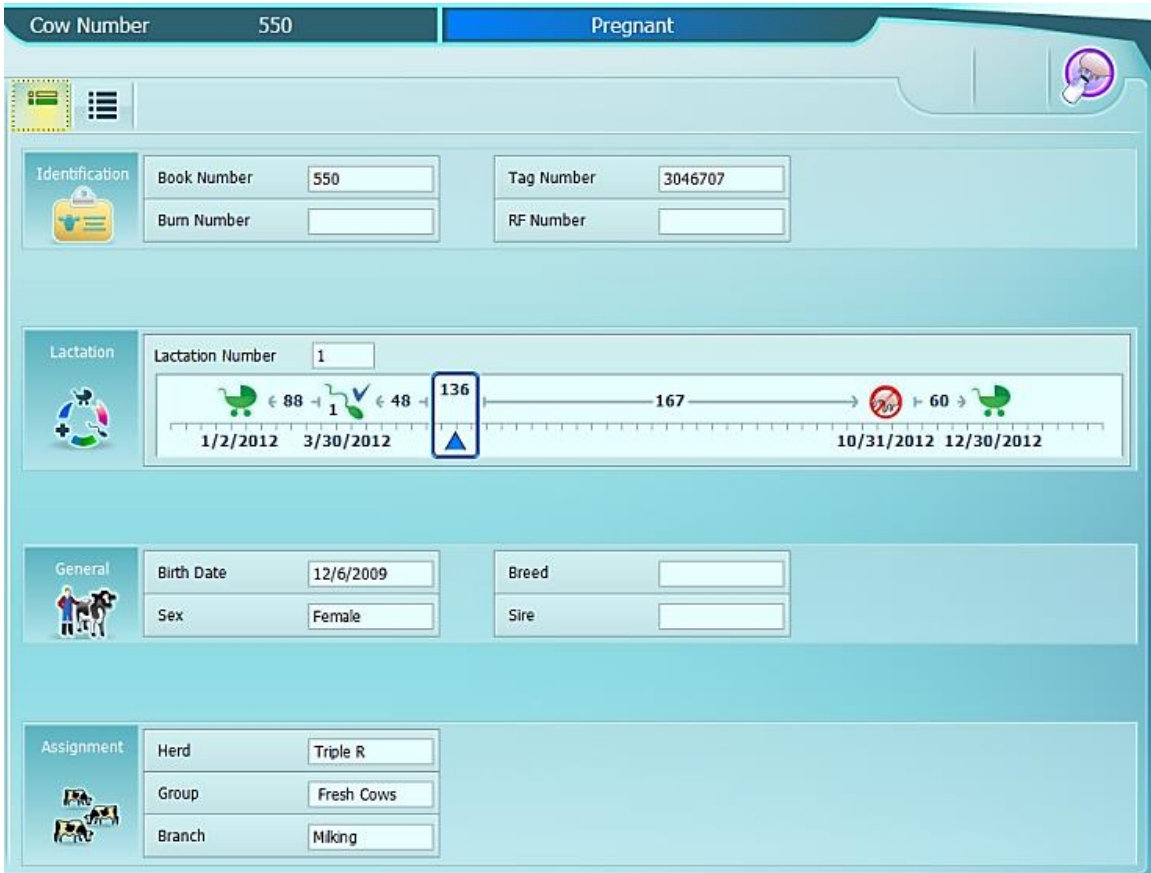 Cow Number 550 Pregnant
Identification
Book Number 550 Tag Number 3046707
Burn Number RF Number
Lactation
Lactation Number 1
88 1 48 136 167 60
1/2/2012 3/30/2012 10/31/2012 12/30/2012
General
Birth Date 12/6/2009 Breed
Sex Female Sire
Assignment
Herd Triple R
Group Fresh Cows
Branch Milking